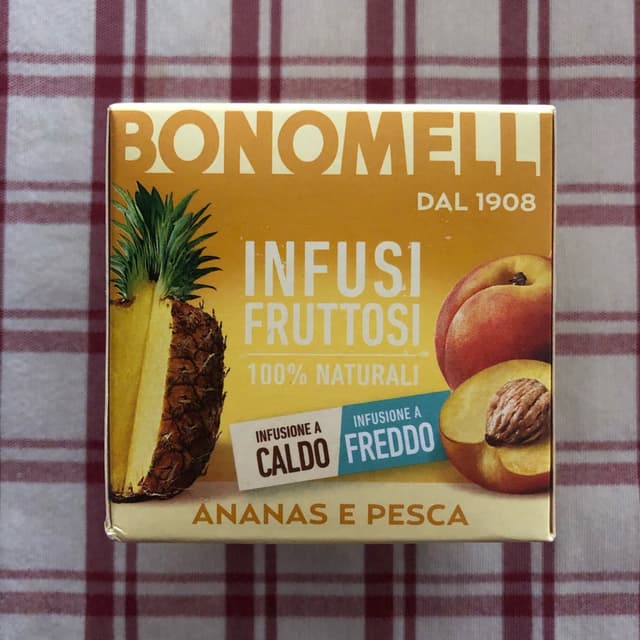 BONOMELLI
DAL 1908
INFUSI
FRUTTOSI
100% NATURALI
INFUSIONE A
CALDO
INFUSIONE A
FREDDO
ANANAS E PESCA